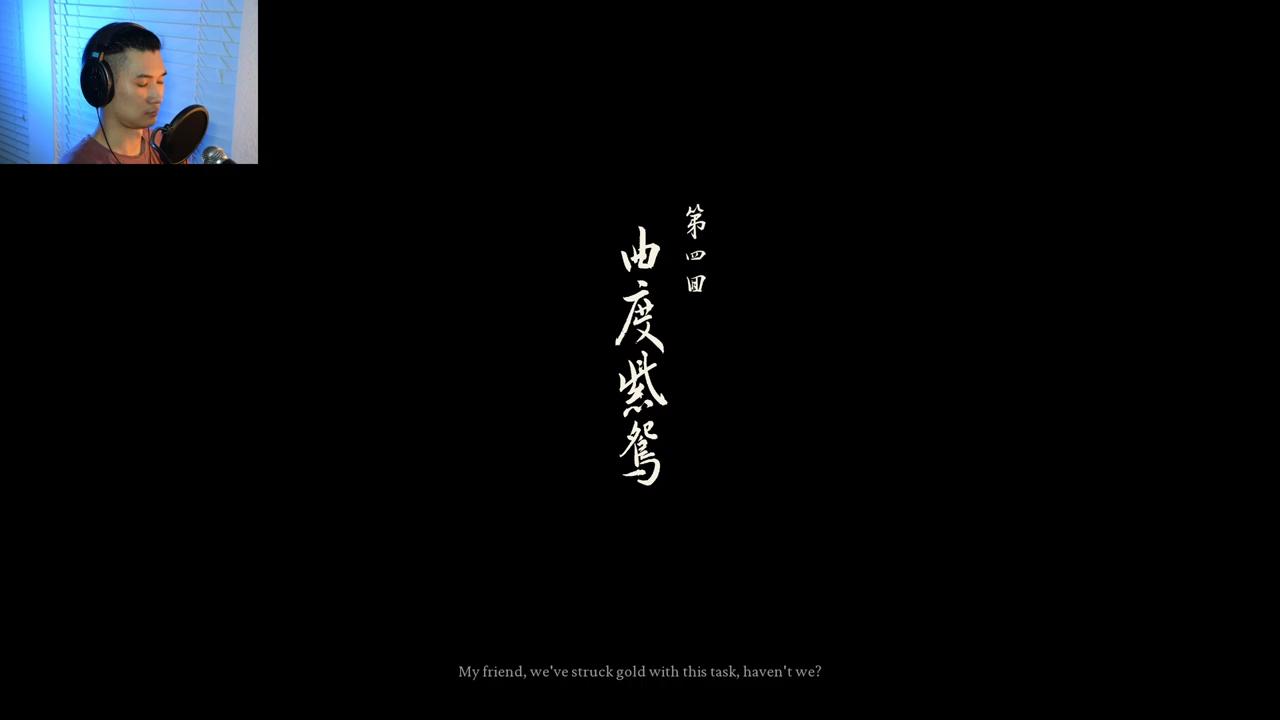 第四回
曲度紫鸳
My friend, we've struck gold with this task, haven't we?